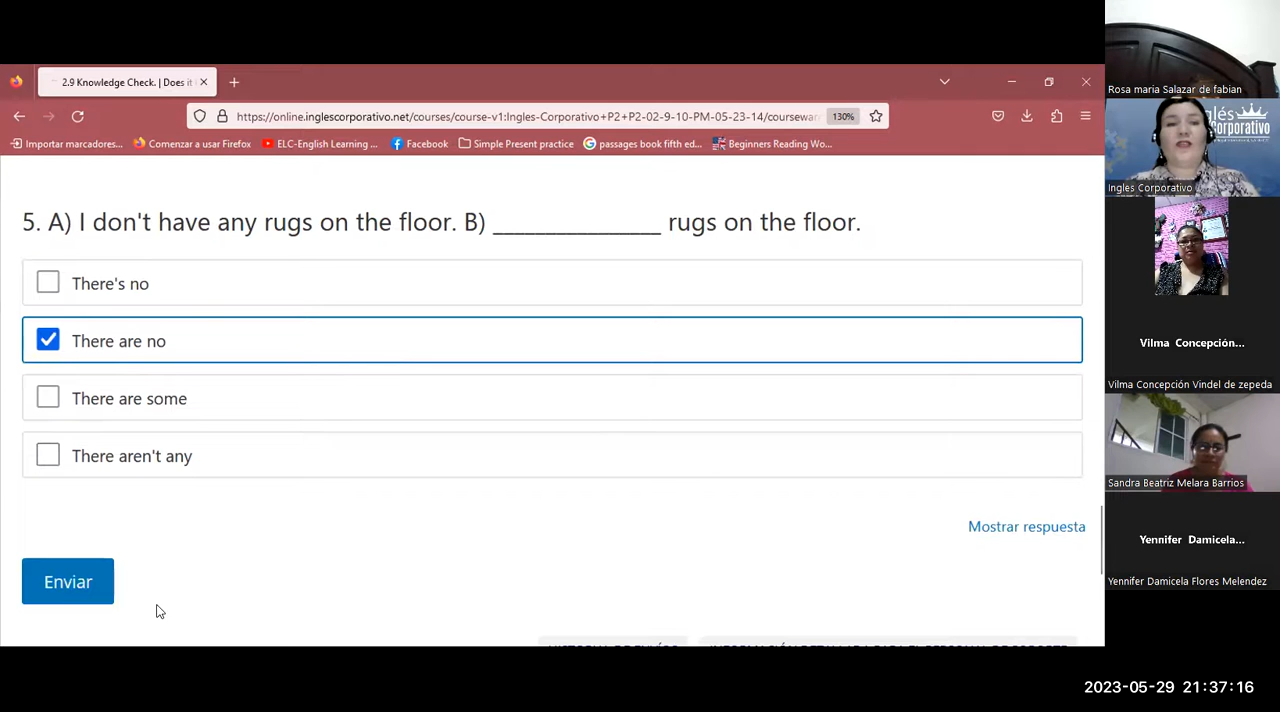 2.9 Knowledge Check. | Does it
https://online.inglescorporativo.net/courses/course-v1:Ingles-Corporativo+P2+P2-02-9-10-PM-05-23-14/coursewar
130%
Importar marcadores...
Comenzar a usar Firefox
ELC-English Learning ...
Facebook
Simple Present practice
passages book fifth ed...
Beginners Reading Wo...
5. A) I don't have any rugs on the floor. B) ______________ rugs on the floor.
There's no
There are no
There are some
There aren't any
Mostrar respuesta
Enviar
Rosa maria Salazar de fabian
Ingles Corporativo
Vilma Concepción...
Vilma Concepción Vindel de zepeda
Sandra Beatriz Melara Barrios
Yennifer Damicela...
Yennifer Damicela Flores Melendez
2023-05-29 21:37:16